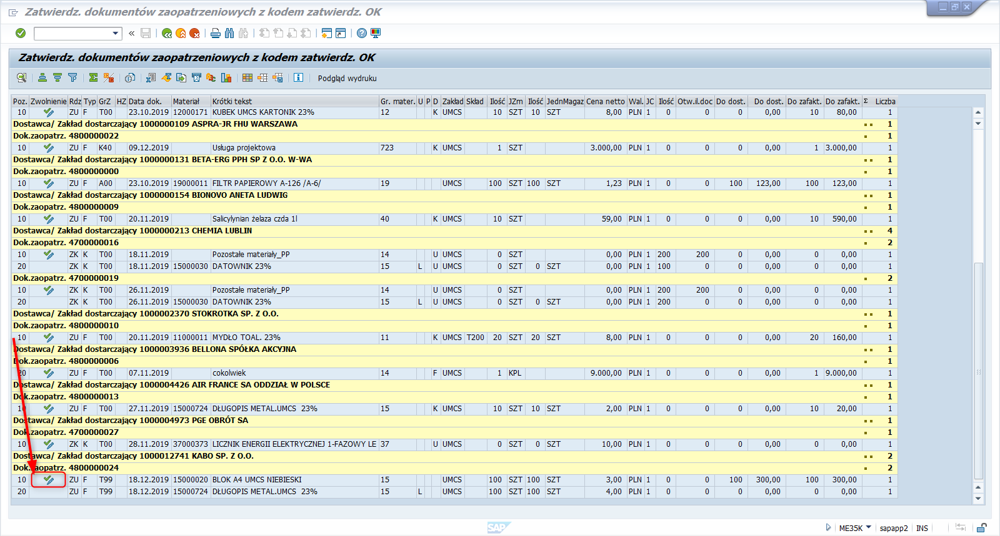 Zatwierdz. dokumentów zaopatrzeniowych z kodem zatwierdz. OK
Zatwierdz. dokumentów zaopatrzeniowych z kodem zatwierdz. OK
Podgląd wydruku
Poz. Zwolnienie Rdz Typ GrZ HZ Data dok. Materiał Krótki tekst Gr. mater. U P D Zakład Skład Ilość JZm Ilość JednMagaz Cena netto Wal. JC Ilość Otw.il.doc Do dost. Do dost. Do zafakt. Do zafakt. Σ Liczba
10 ZU F T00 23.10.2019 12000171 KUBEK UMCS KARTONIK 23% 12 K UMCS 10 SZT 10 SZT 8,00 PLN 1 0 0 0 0,00 10 80,00 1
Dostawca/ Zakład dostarczający 1000000109 ASPRA-JR FHU WARSZAWA 1
Dok.zaopatrz. 4800000022 1
10 ZU F K40 09.12.2019 Usługa projektowa 723 K UMCS 1 SZT 3.000,00 PLN 1 0 0 0 0,00 1 3.000,00 1
Dostawca/ Zakład dostarczający 1000000131 BETA-ERG PPH SP Z O.O. W-WA 1
Dok.zaopatrz. 4800000000 1
10 ZU F A00 23.10.2019 19000011 FILTR PAPIEROWY A-126 /A-6/ 19 UMCS 100 SZT 100 SZT 1,23 PLN 1 0 0 100 123,00 100 123,00 1
Dostawca/ Zakład dostarczający 1000000154 BIONOVO ANETA LUDWIG 1
Dok.zaopatrz. 4800000009 1
10 ZU F T00 20.11.2019 Salicylynian żelaza czda 1l 40 K UMCS 10 SZT 59,00 PLN 1 0 0 0 0,00 10 590,00 1
Dostawca/ Zakład dostarczający 1000000213 CHEMIA LUBLIN 4
Dok.zaopatrz. 4700000016 2
10 ZK K T00 18.11.2019 Pozostałe materiały_PP 14 U UMCS 0 SZT 0,00 PLN 1 200 200 0 0,00 0 0,00 1
20 ZK K T00 18.11.2019 15000030 DATOWNIK 23% 15 L U UMCS 0 SZT 0 SZT 0,00 PLN 1 100 0 0 0,00 0 0,00 1
Dok.zaopatrz. 4700000019 2
10 ZK K T00 26.11.2019 Pozostałe materiały_PP 14 U UMCS 0 SZT 0,00 PLN 1 200 200 0 0,00 0 0,00 1
20 ZK K T00 26.11.2019 15000030 DATOWNIK 23% 15 L U UMCS 0 SZT 0 SZT 0,00 PLN 1 200 0 0 0,00 0 0,00 1
Dostawca/ Zakład dostarczający 1000002370 STOKROTKA SP. Z O.O. 1
Dok.zaopatrz. 4800000010 1
10 ZU F T00 20.11.2019 11000011 MYDŁO TOAL. 23% 11 K UMCS T200 20 SZT 20 SZT 8,00 PLN 1 0 0 0 0,00 20 160,00 1
Dostawca/ Zakład dostarczający 1000003936 BELLONA SPÓŁKA AKCYJNA 1
Dok.zaopatrz. 4800000006 1
20 ZU F T00 07.11.2019 cokolwiek 14 F UMCS 1 KPL 9.000,00 PLN 1 0 0 0 0,00 1 9.000,00 1
Dostawca/ Zakład dostarczający 1000004426 AIR FRANCE SA ODDZIAŁ W POLSCE 1
Dok.zaopatrz. 4800000013 1
10 ZU F T00 27.11.2019 15000724 DŁUGOPIS METAL.UMCS 23% 15 K UMCS 10 SZT 10 SZT 2,00 PLN 1 0 0 0 0,00 10 20,00 1
Dostawca/ Zakład dostarczający 1000004973 PGE OBRÓT SA 1
Dok.zaopatrz. 4700000027 1
10 ZK K T00 28.11.2019 37000373 LICZNIK ENERGII ELEKTRYCZNEJ 1-FAZOWY LE 37 U UMCS 0 SZT 0 SZT 10,00 PLN 1 0 0 0 0,00 0 0,00 1
Dostawca/ Zakład dostarczający 1000012741 KABO SP. Z O.O. 2
Dok.zaopatrz. 4800000024 2
10 ZU F T99 18.12.2019 15000020 BLOK A4 UMCS NIEBIESKI 15 UMCS 100 SZT 100 SZT 3,00 PLN 1 0 0 100 300,00 100 300,00 1
20 ZU F T99 18.12.2019 15000724 DŁUGOPIS METAL.UMCS 23% 15 L UMCS 100 SZT 100 SZT 4,00 PLN 1 0 0 0 0,00 0 0,00 1
SAP
ME35K sapapp2 INS